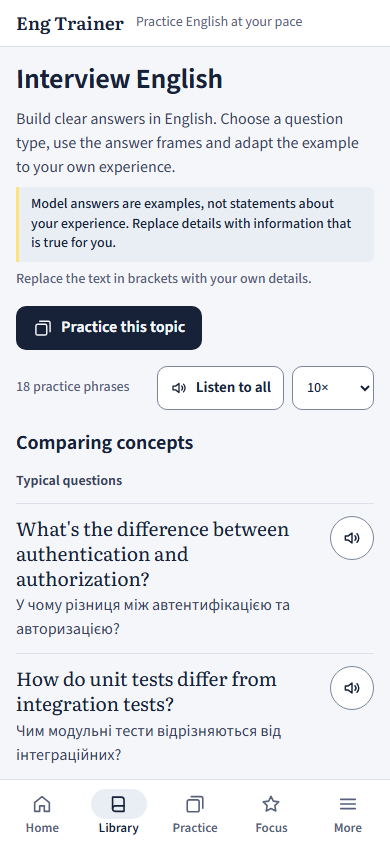 Eng Trainer Practice English at your pace
Interview English
Build clear answers in English. Choose a question
type, use the answer frames and adapt the example
to your own experience.
Model answers are examples, not statements about
your experience. Replace details with information that
is true for you.
Replace the text in brackets with your own details.
Practice this topic
18 practice phrases Listen to all 10×
Comparing concepts
Typical questions
What's the difference between
authentication and
authorization?
У чому різниця між автентифікацією та
авторизацією?
How do unit tests differ from
integration tests?
Чим модульні тести відрізняються від
інтеграційних?
Home Library Practice Focus More